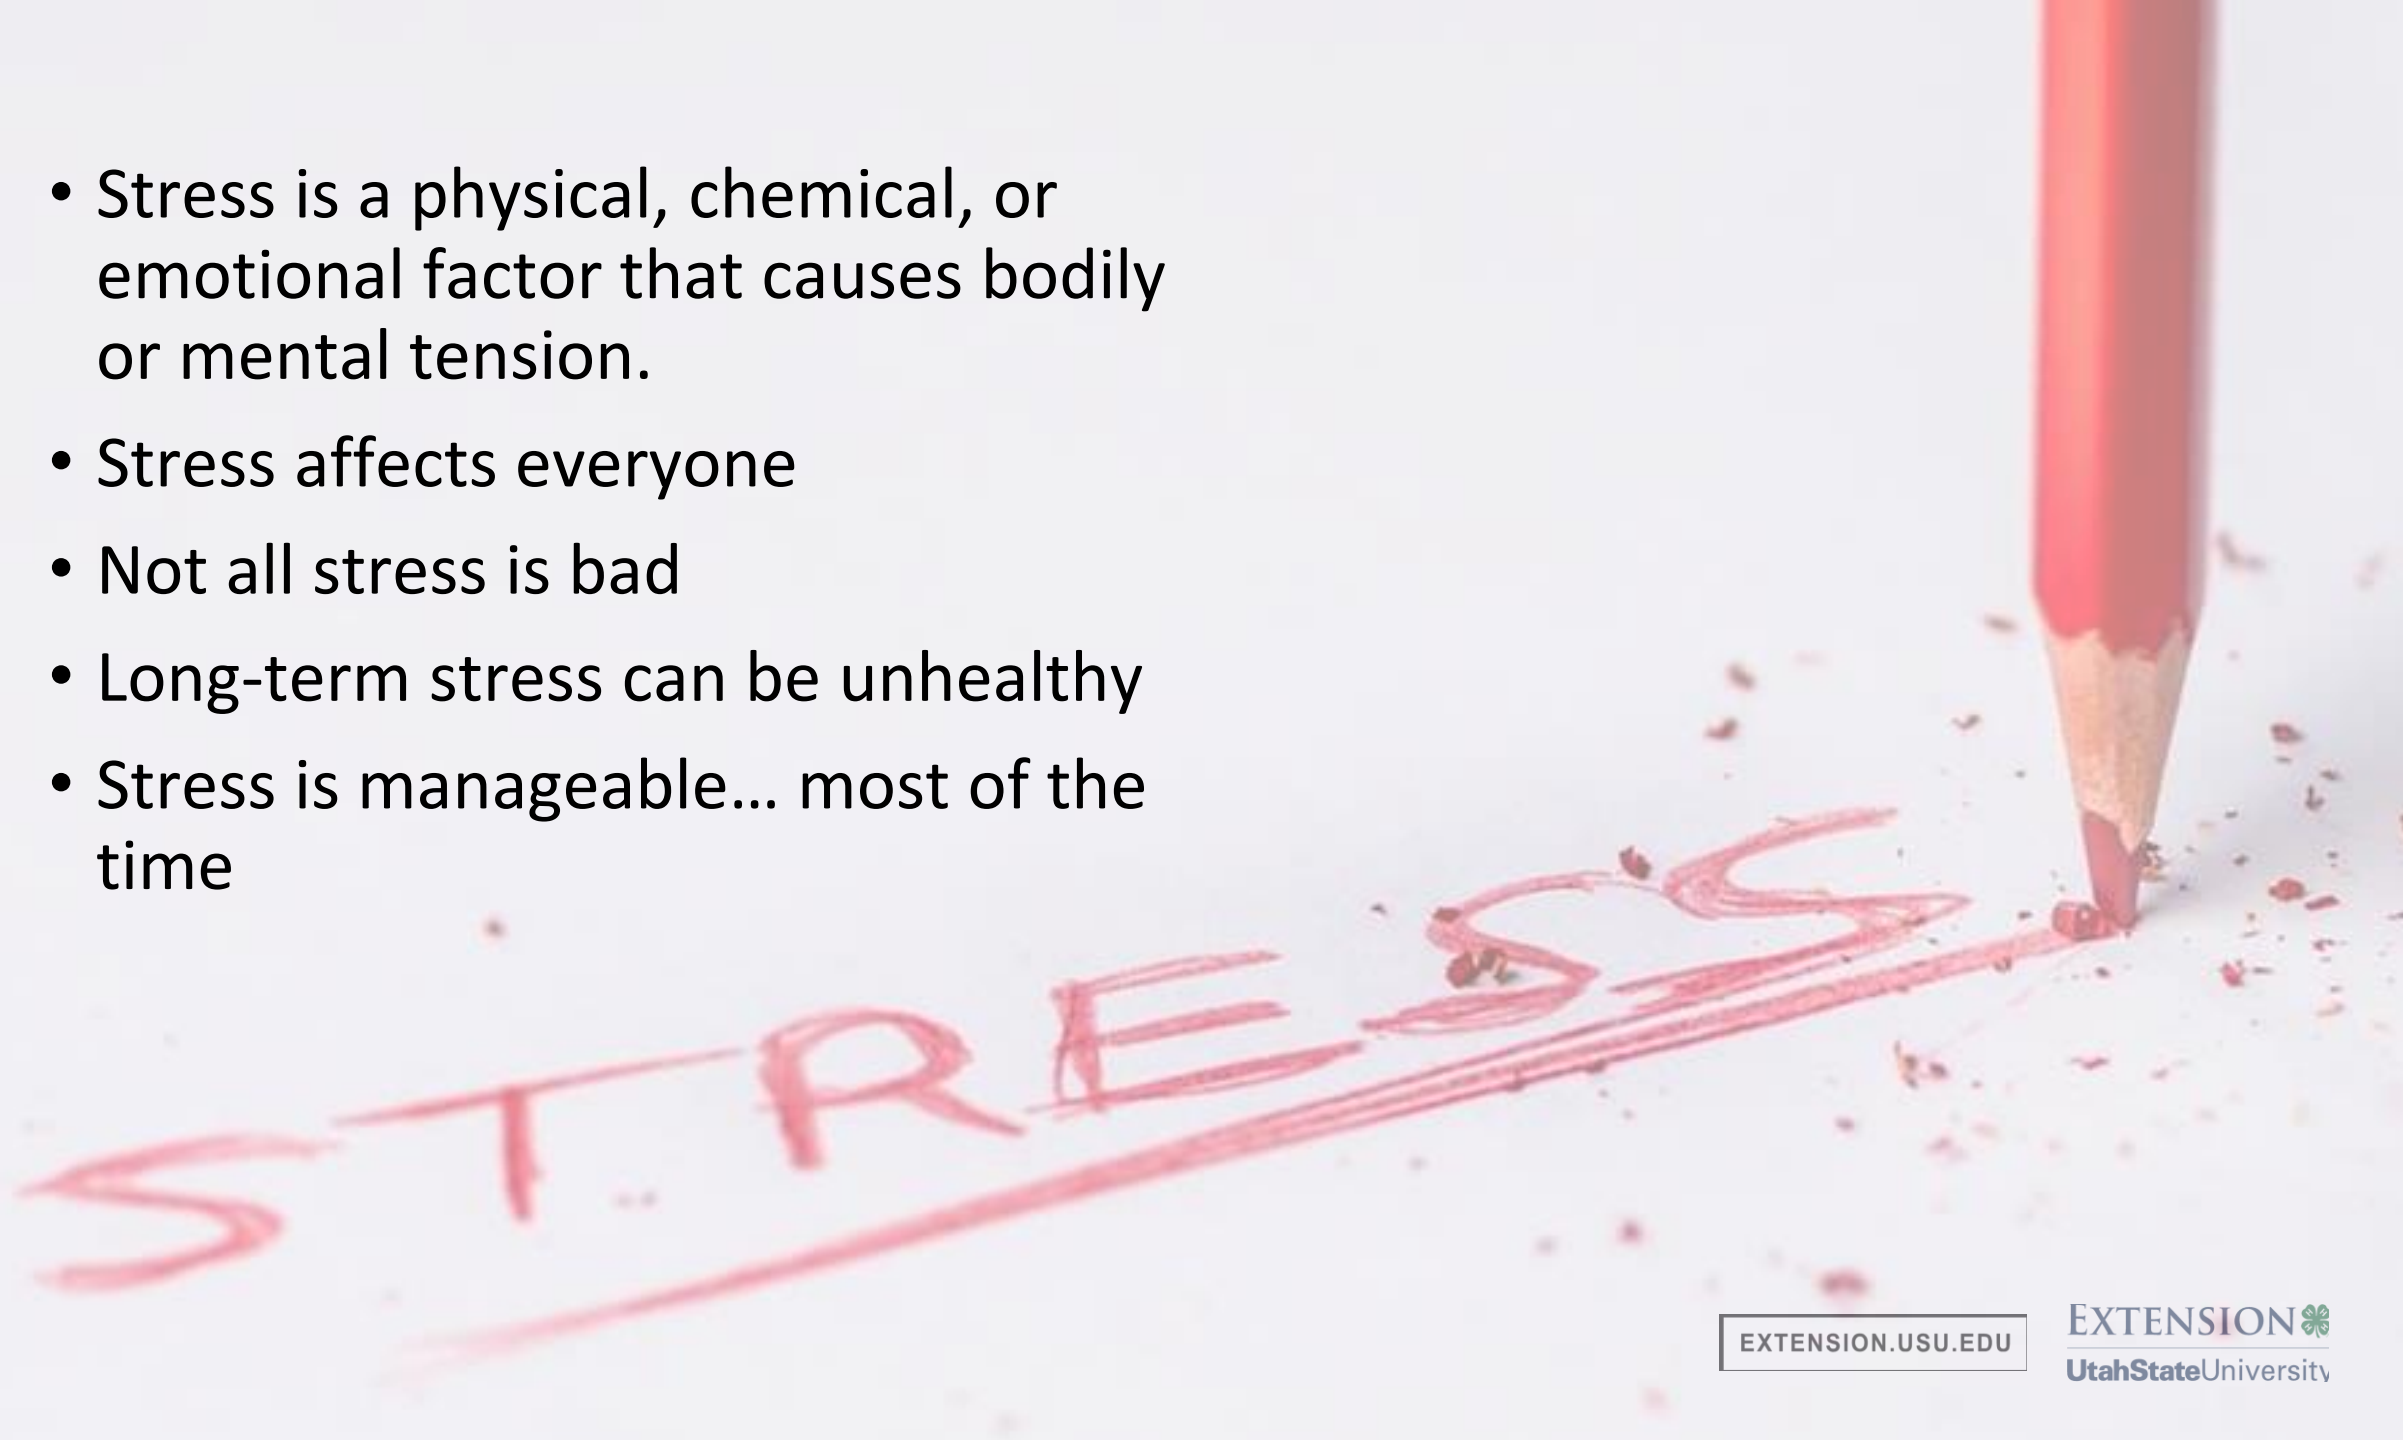 • Stress is a physical, chemical, or
emotional factor that causes bodily
or mental tension.
• Stress affects everyone
• Not all stress is bad
• Long-term stress can be unhealthy
• Stress is manageable... most of the
time
STRESS
EXTENSION.USU.EDU
EXTENSION
UtahStateUniversity